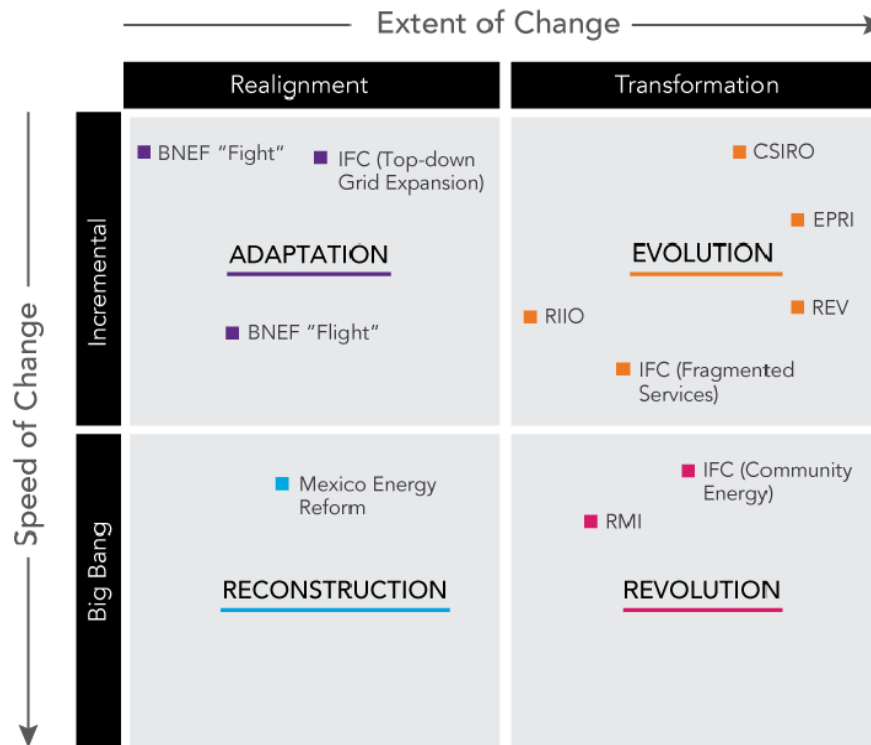 Extent of Change
Realignment
Transformation
Speed of Change
Incremental
BNEF "Fight"
IFC (Top-down
Grid Expansion)
ADAPTATION
BNEF "Flight"
CSIRO
EPRI
EVOLUTION
RIIO
REV
IFC (Fragmented
Services)
Big Bang
Mexico Energy
Reform
RECONSTRUCTION
IFC (Community
Energy)
RMI
REVOLUTION